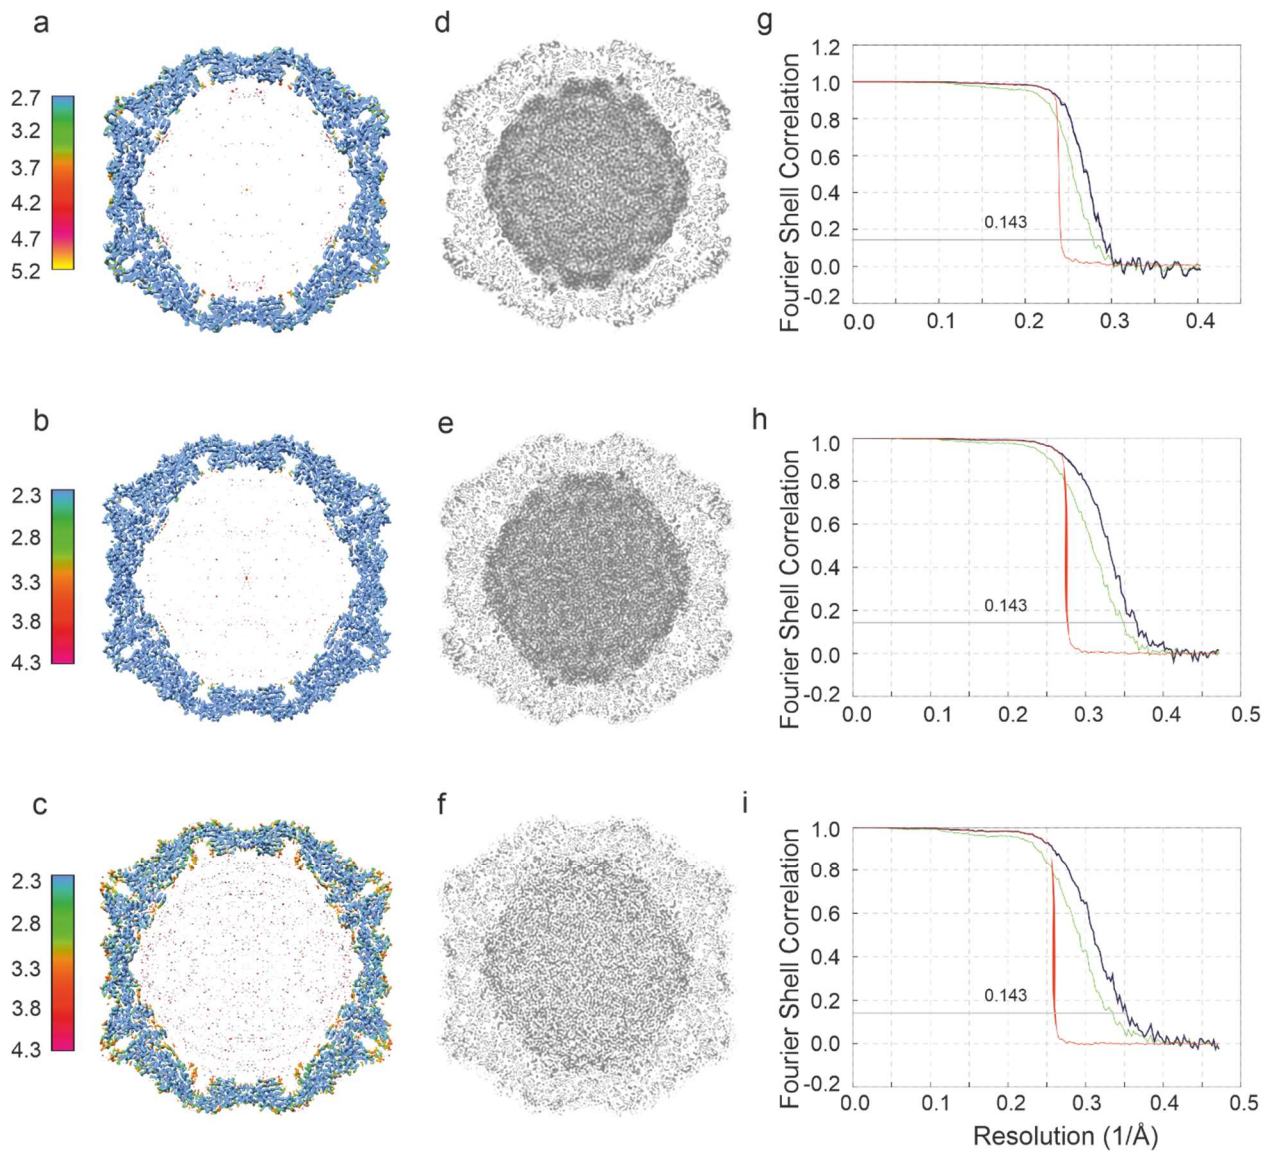 a
2.7
3.2
3.7
4.2
4.7
5.2
d
g
Fourier Shell Correlation
1.2
1.0
0.8
0.6
0.4
0.2
0.0
-0.2
0.143
0.0 0.1 0.2 0.3 0.4
b
2.3
2.8
3.3
3.8
4.3
e
h
Fourier Shell Correlation
1.0
0.8
0.6
0.4
0.2
0.0
-0.2
0.143
0.0 0.1 0.2 0.3 0.4 0.5
c
2.3
2.8
3.3
3.8
4.3
f
i
Fourier Shell Correlation
1.0
0.8
0.6
0.4
0.2
0.0
-0.2
0.143
0.0 0.1 0.2 0.3 0.4 0.5
Resolution (1/Å)